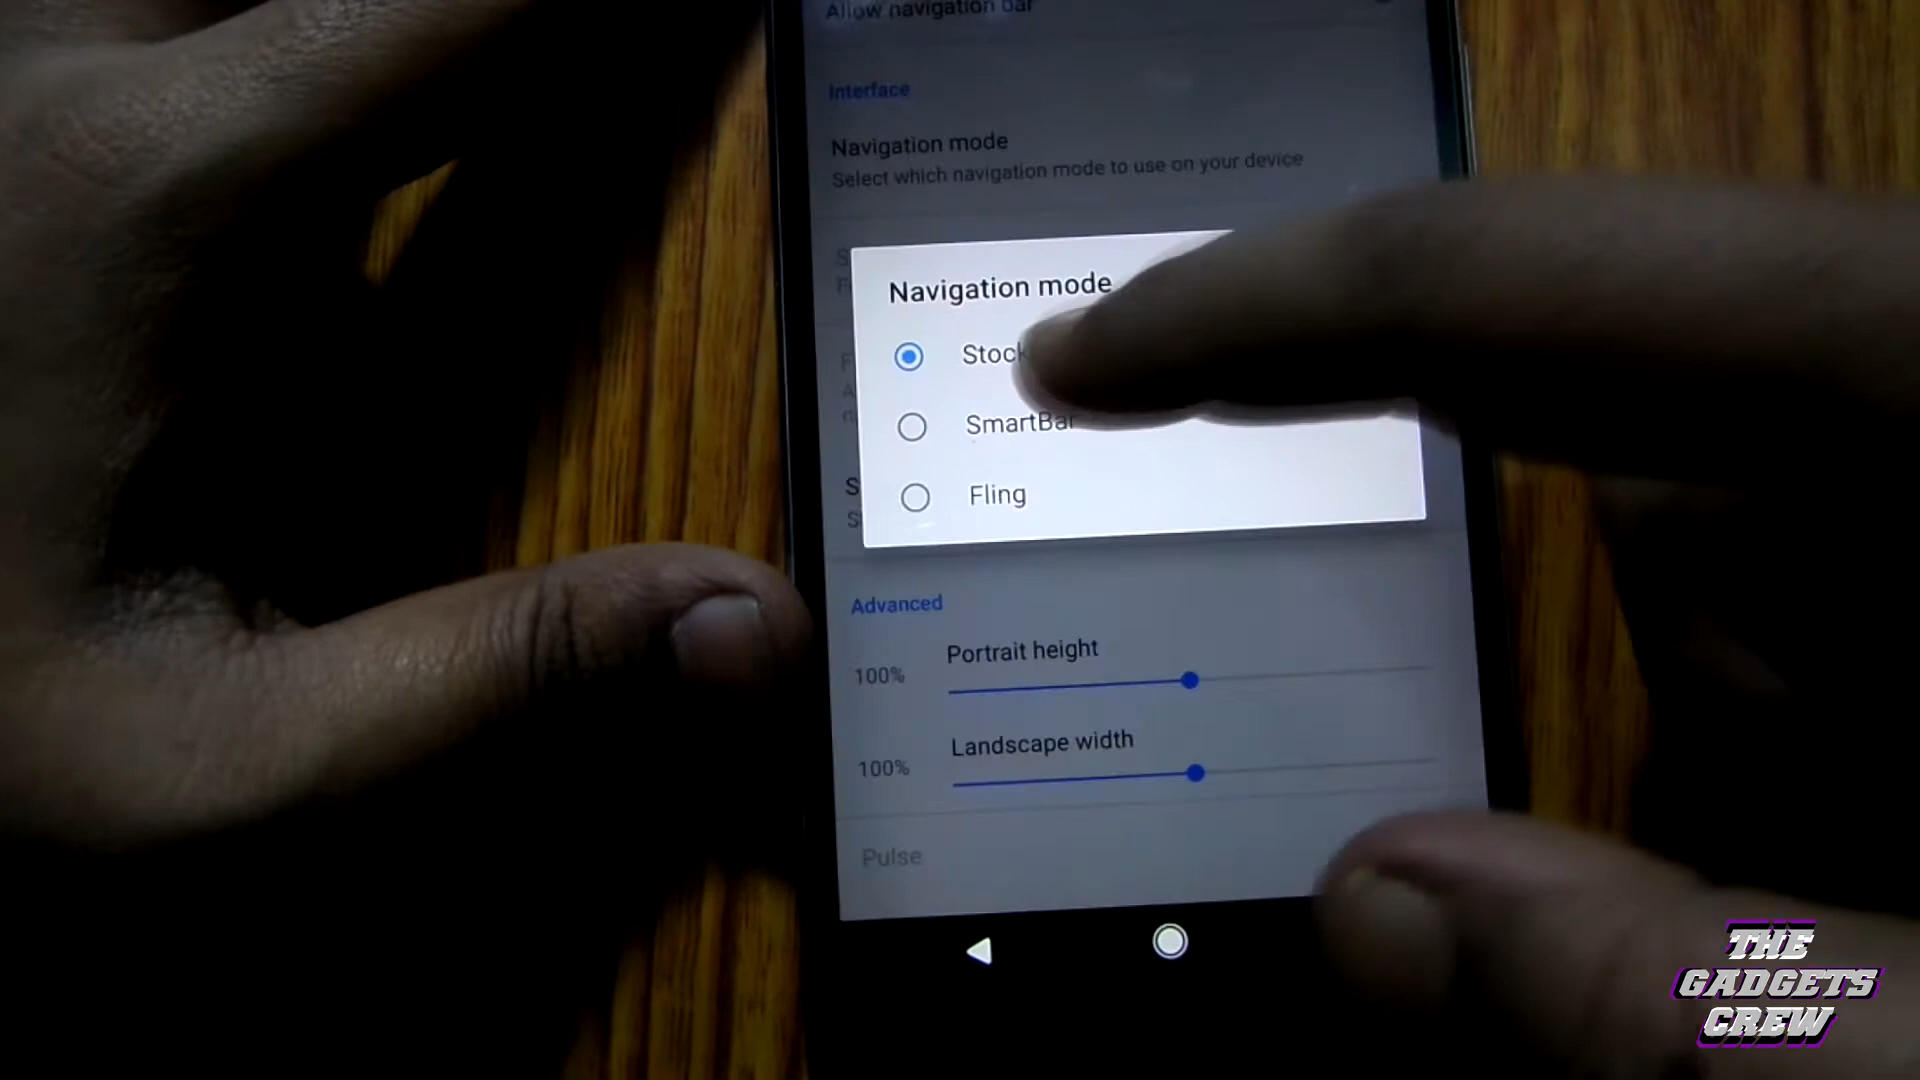 Allow navigation bar
Interface
Navigation mode
Select which navigation mode to use on your device
Navigation mode
Stock
SmartBar
Fling
Advanced
Portrait height
100%
Landscape width
100%
Pulse
THE
GADGETS
CREW